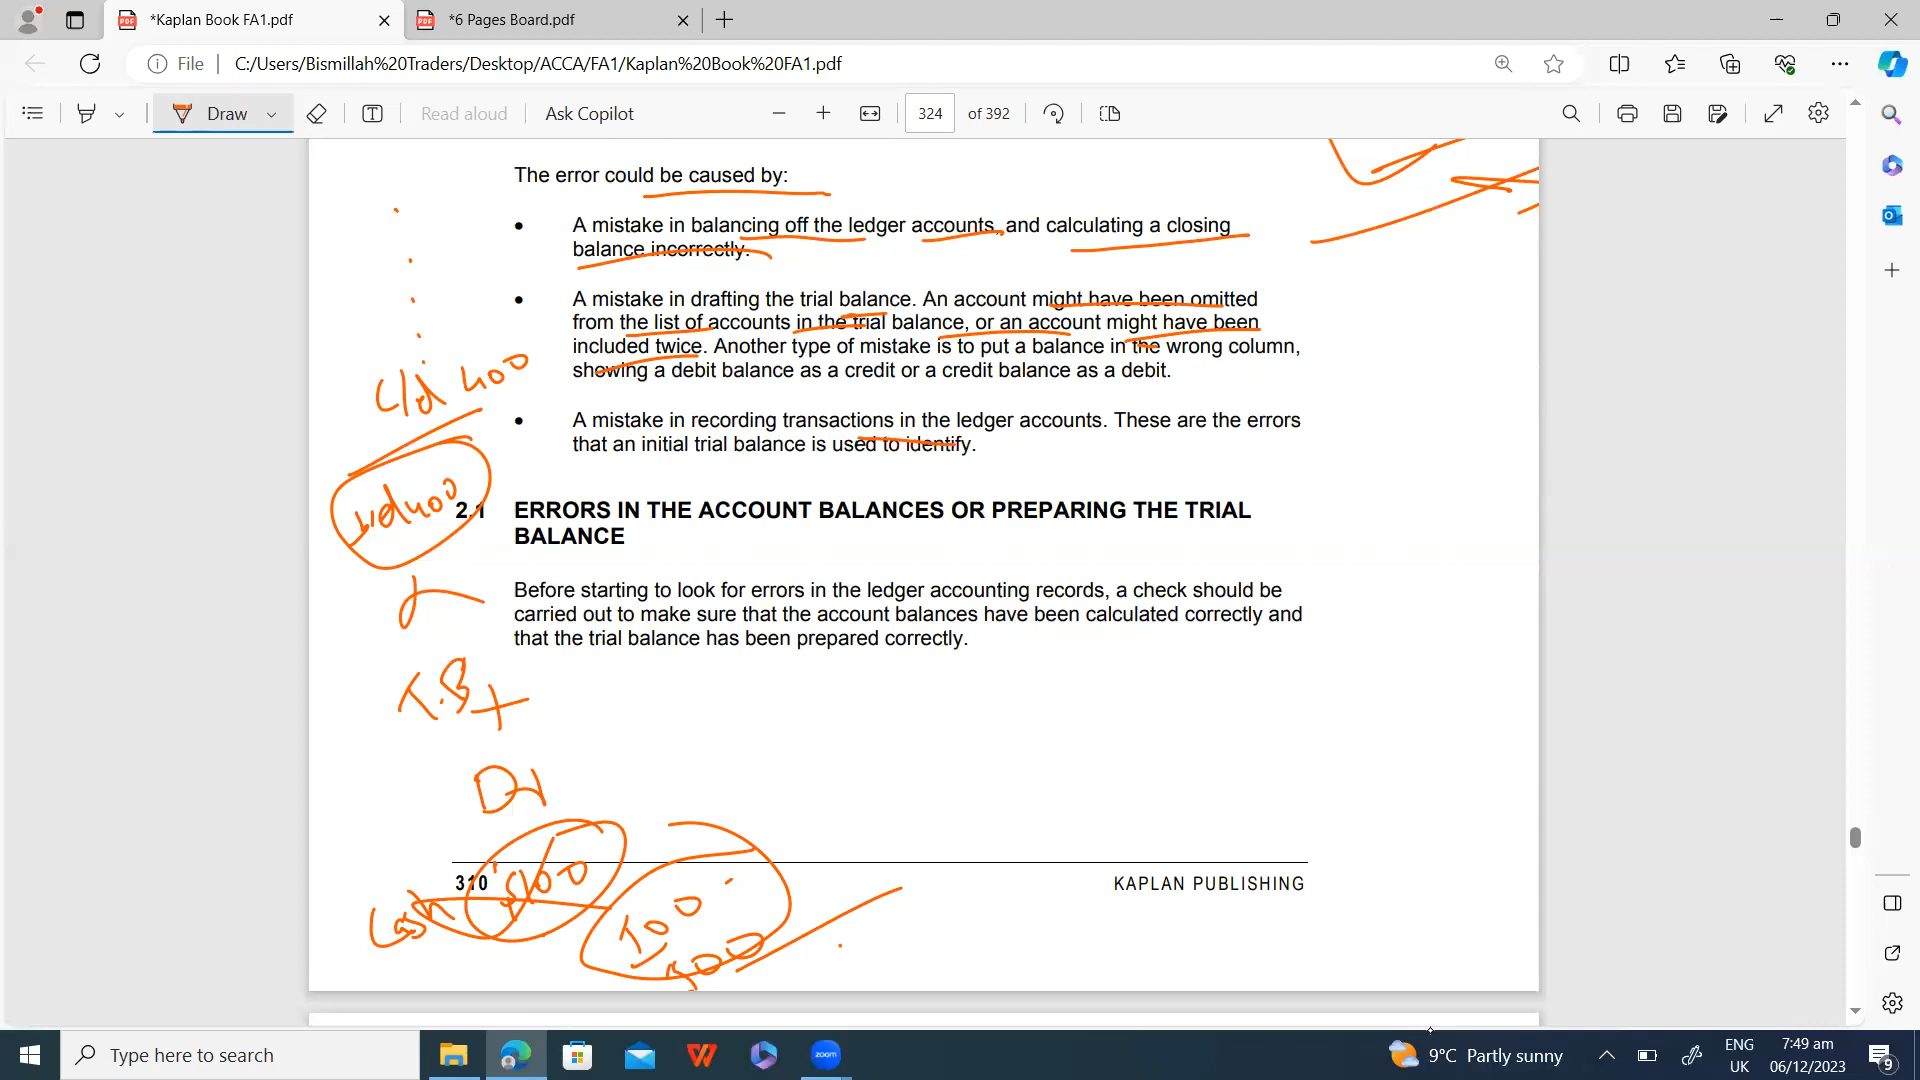 *Kaplan Book FA1.pdf
*6 Pages Board.pdf
File
C:/Users/Bismillah%20Traders/Desktop/ACCA/FA1/Kaplan%20Book%20FA1.pdf
Draw
Read aloud
Ask Copilot
324
of 392
The error could be caused by:
• A mistake in balancing off the ledger accounts, and calculating a closing
balance incorrectly.
• A mistake in drafting the trial balance. An account might have been omitted
from the list of accounts in the trial balance, or an account might have been
included twice. Another type of mistake is to put a balance in the wrong column,
showing a debit balance as a credit or a credit balance as a debit.
C/d 400
• A mistake in recording transactions in the ledger accounts. These are the errors
that an initial trial balance is used to identify.
b/d 400
2.1 ERRORS IN THE ACCOUNT BALANCES OR PREPARING THE TRIAL
BALANCE
Before starting to look for errors in the ledger accounting records, a check should be
carried out to make sure that the account balances have been calculated correctly and
that the trial balance has been prepared correctly.
T.B
Dr
310
KAPLAN PUBLISHING
Cash
100
Type here to search
zoom
9°C Partly sunny
ENG
UK
7:49 am
06/12/2023
9